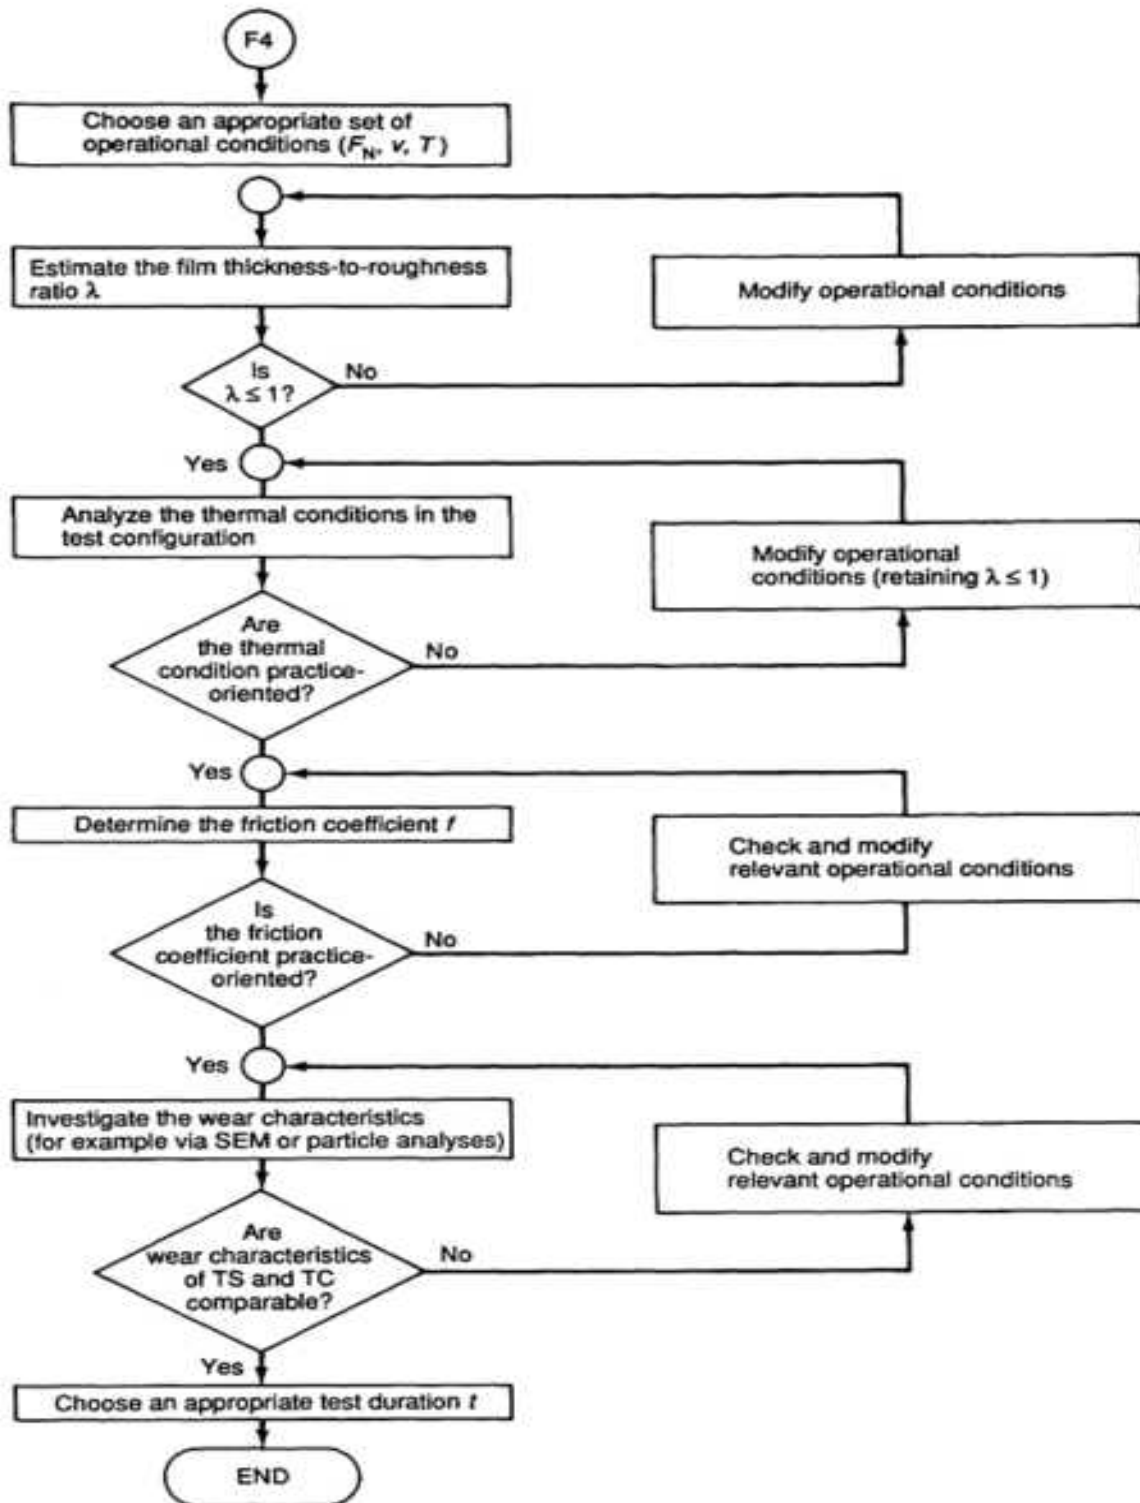 F4
Choose an appropriate set of
operational conditions (F_N, v, T)
Estimate the film thickness-to-roughness
ratio λ
Modify operational conditions
Is
λ ≤ 1?
No
Yes
Analyze the thermal conditions in the
test configuration
Modify operational
conditions (retaining λ ≤ 1)
Are
the thermal
condition practice-
oriented?
No
Yes
Determine the friction coefficient f
Check and modify
relevant operational conditions
Is
the friction
coefficient practice-
oriented?
No
Yes
Investigate the wear characteristics
(for example via SEM or particle analyses)
Check and modify
relevant operational conditions
Are
wear characteristics
of TS and TC
comparable?
No
Yes
Choose an appropriate test duration t
END